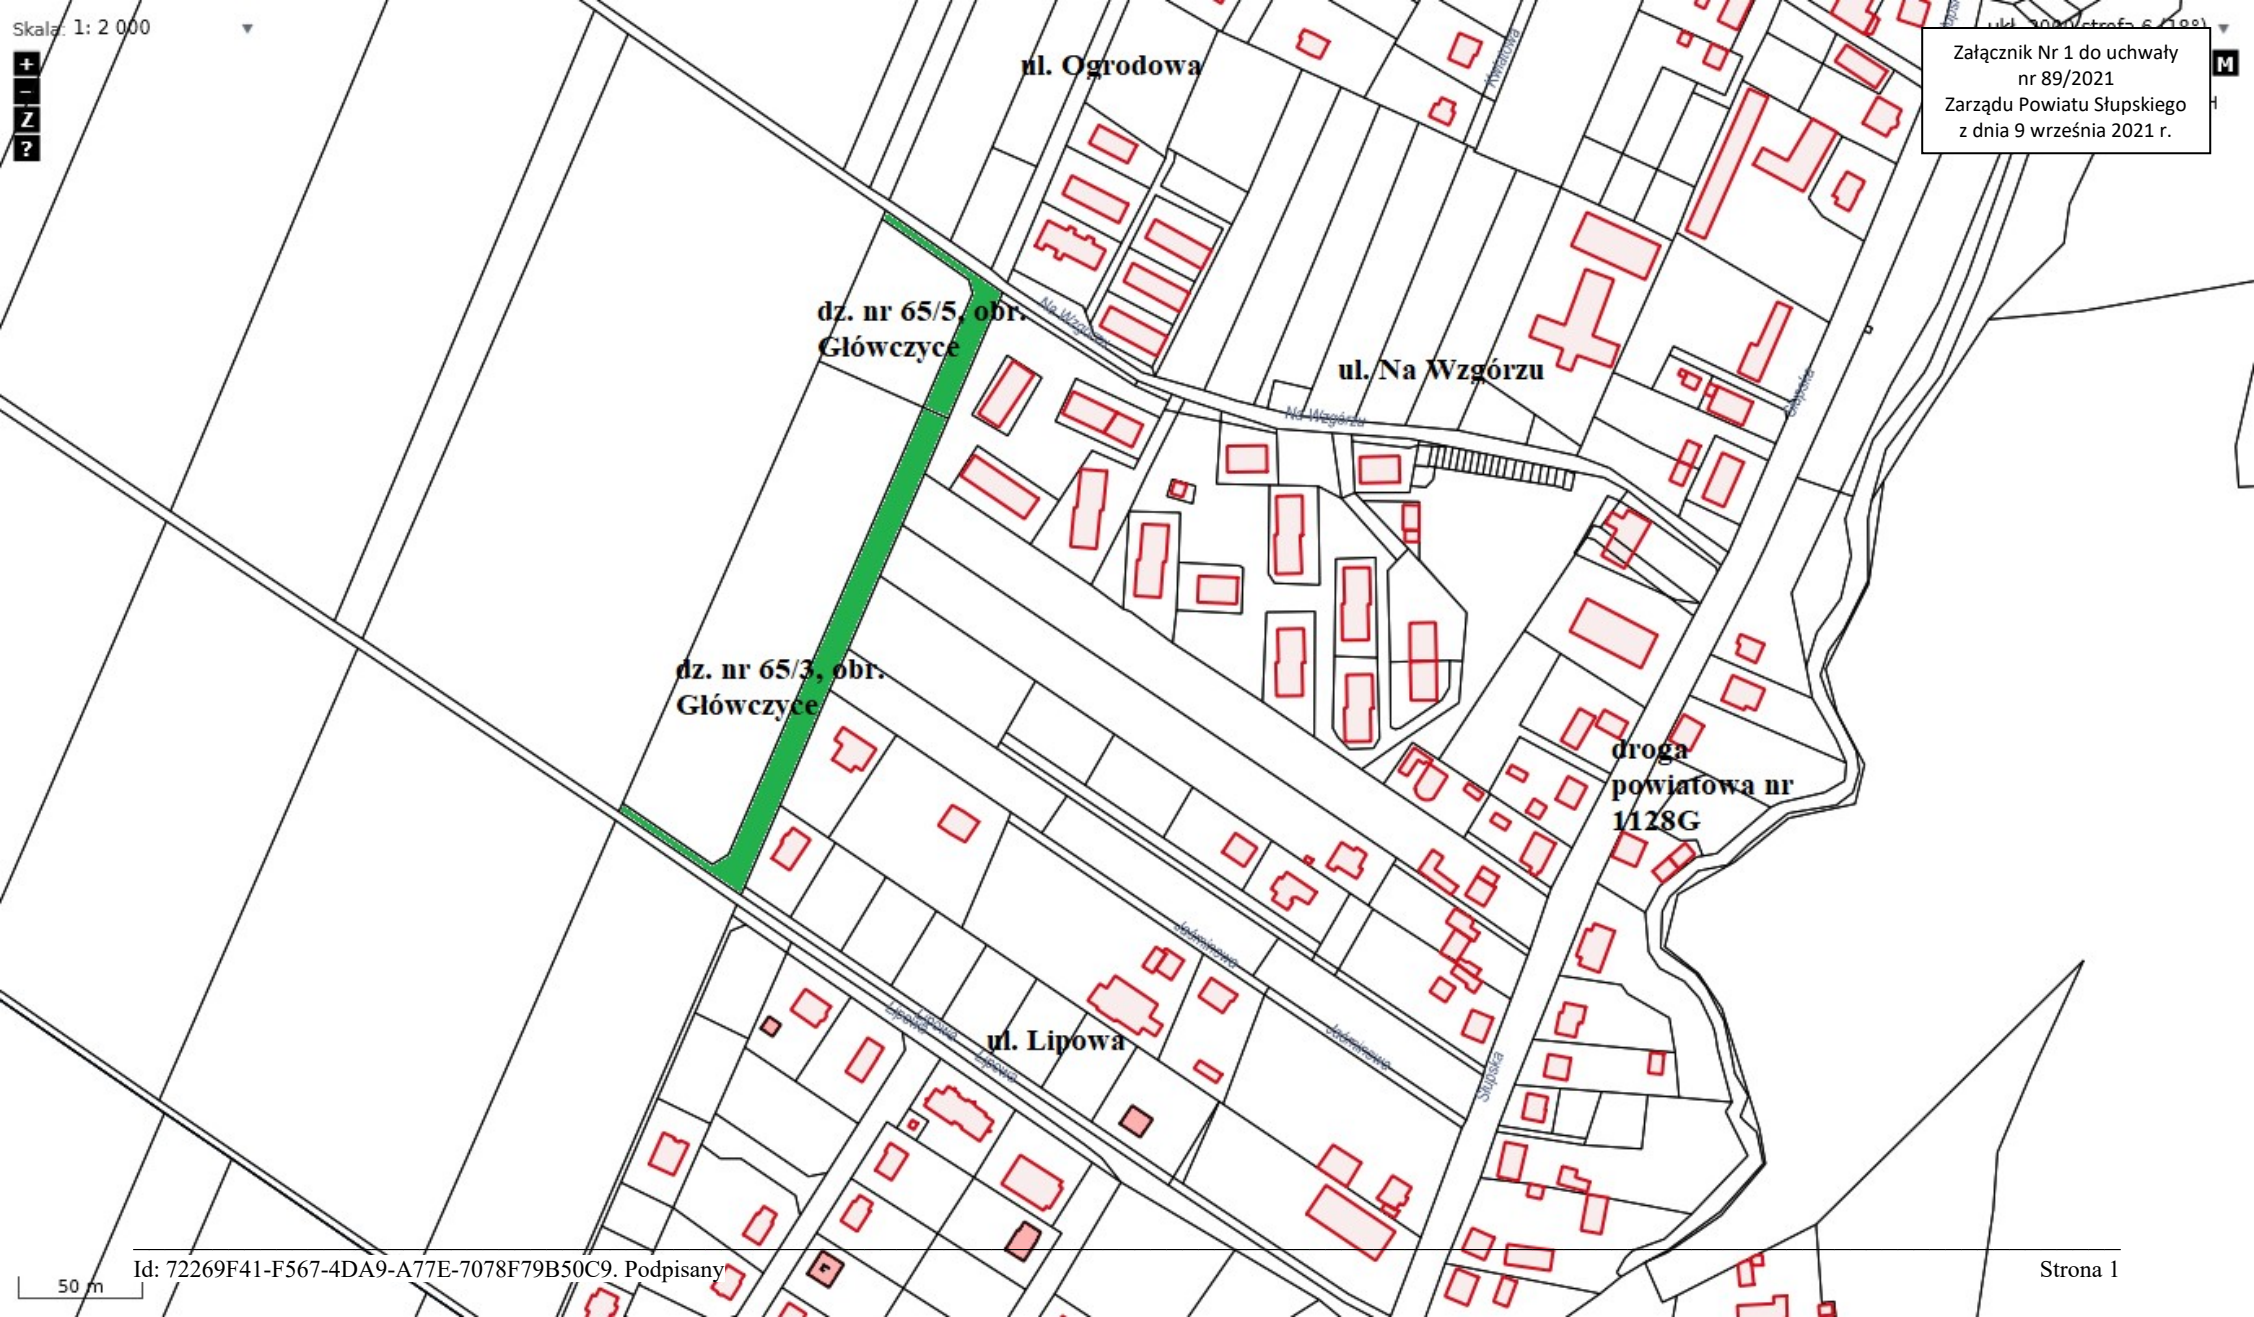 Skala: 1: 2 000
+
-
Z
?
Załącznik Nr 1 do uchwały
nr 89/2021
Zarządu Powiatu Słupskiego
z dnia 9 września 2021 r.
M
H
ul. Ogrodowa
Kwiatowa
dz. nr 65/5, obr.
Główczyce
Na Wzgórzu
ul. Na Wzgórzu
Na Wzgórzu
Słupska
dz. nr 65/3, obr.
Główczyce
droga
powiatowa nr
1128G
Jaśminowa
Lipowa
Lipowa
Lipowa
ul. Lipowa
Jaśminowa
Słupska
50 m
Id: 72269F41-F567-4DA9-A77E-7078F79B50C9. Podpisany
Strona 1